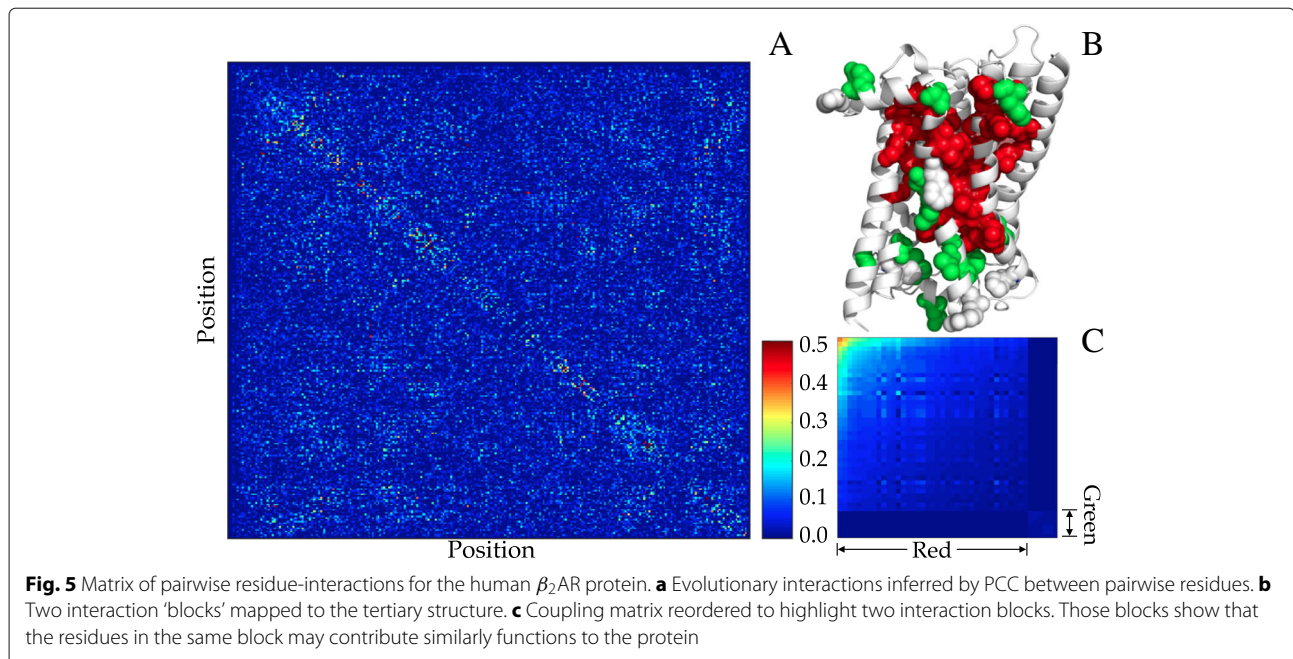 A
B
Position
Position
0.5
0.4
0.3
0.2
0.1
0.0
C
Green
Red
Fig. 5 Matrix of pairwise residue-interactions for the human β₂AR protein. a Evolutionary interactions inferred by PCC between pairwise residues. b
Two interaction ‘blocks’ mapped to the tertiary structure. c Coupling matrix reordered to highlight two interaction blocks. Those blocks show that
the residues in the same block may contribute similarly functions to the protein